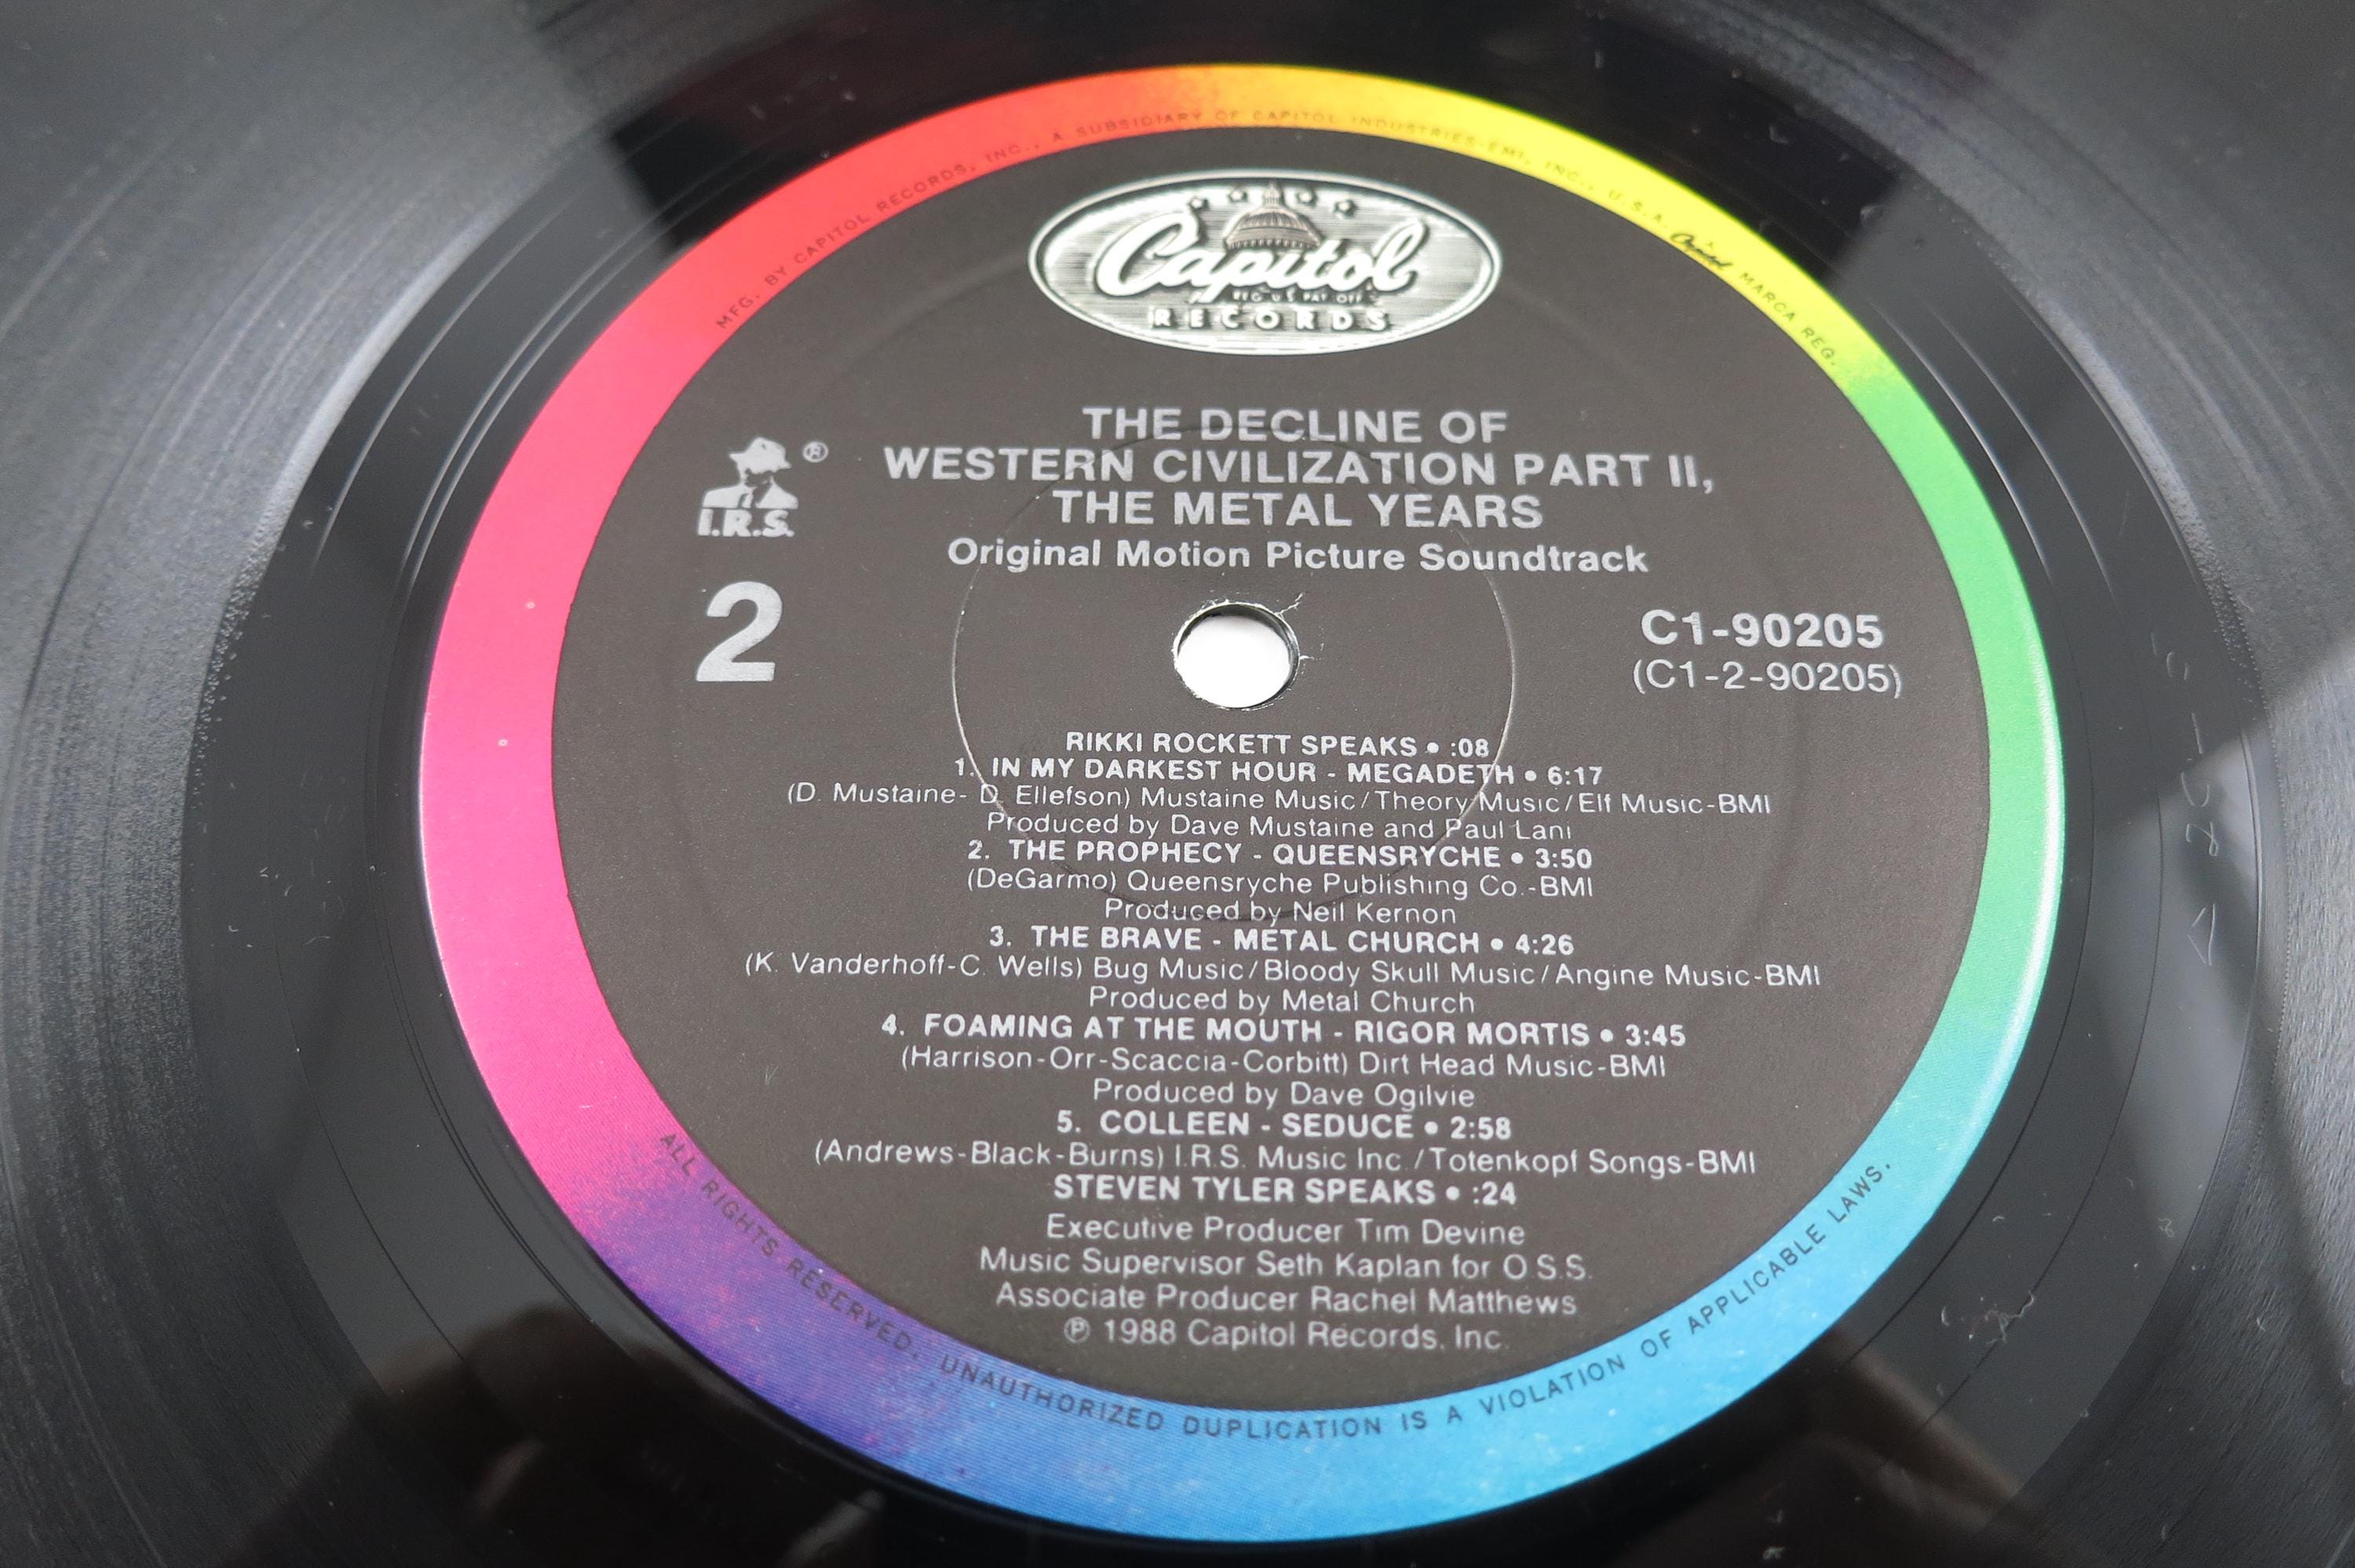 MFG. BY CAPITOL RECORDS, INC., A SUBSIDIARY OF CAPITOL INDUSTRIES-EMI, INC., U.S.A. Capitol MARCA REG.
Capitol
REG. U.S. PAT. OFF.
RECORDS
THE DECLINE OF
WESTERN CIVILIZATION PART II,
THE METAL YEARS
Original Motion Picture Soundtrack
®
I.R.S.
2
C1-90205
(C1-2-90205)
RIKKI ROCKETT SPEAKS • :08
1. IN MY DARKEST HOUR - MEGADETH • 6:17
(D. Mustaine- D. Ellefson) Mustaine Music/Theory Music/Elf Music-BMI
Produced by Dave Mustaine and Paul Lani
2. THE PROPHECY - QUEENSRYCHE • 3:50
(DeGarmo) Queensryche Publishing Co.-BMI
Produced by Neil Kernon
3. THE BRAVE - METAL CHURCH • 4:26
(K. Vanderhoff-C. Wells) Bug Music/Bloody Skull Music/Angine Music-BMI
Produced by Metal Church
4. FOAMING AT THE MOUTH - RIGOR MORTIS • 3:45
(Harrison-Orr-Scaccia-Corbitt) Dirt Head Music-BMI
Produced by Dave Ogilvie
5. COLLEEN - SEDUCE • 2:58
(Andrews-Black-Burns) I.R.S. Music Inc./Totenkopf Songs-BMI
STEVEN TYLER SPEAKS • :24
Executive Producer Tim Devine
Music Supervisor Seth Kaplan for O.S.S.
Associate Producer Rachel Matthews
℗ 1988 Capitol Records, Inc.
ALL RIGHTS RESERVED. UNAUTHORIZED DUPLICATION IS A VIOLATION OF APPLICABLE LAWS.